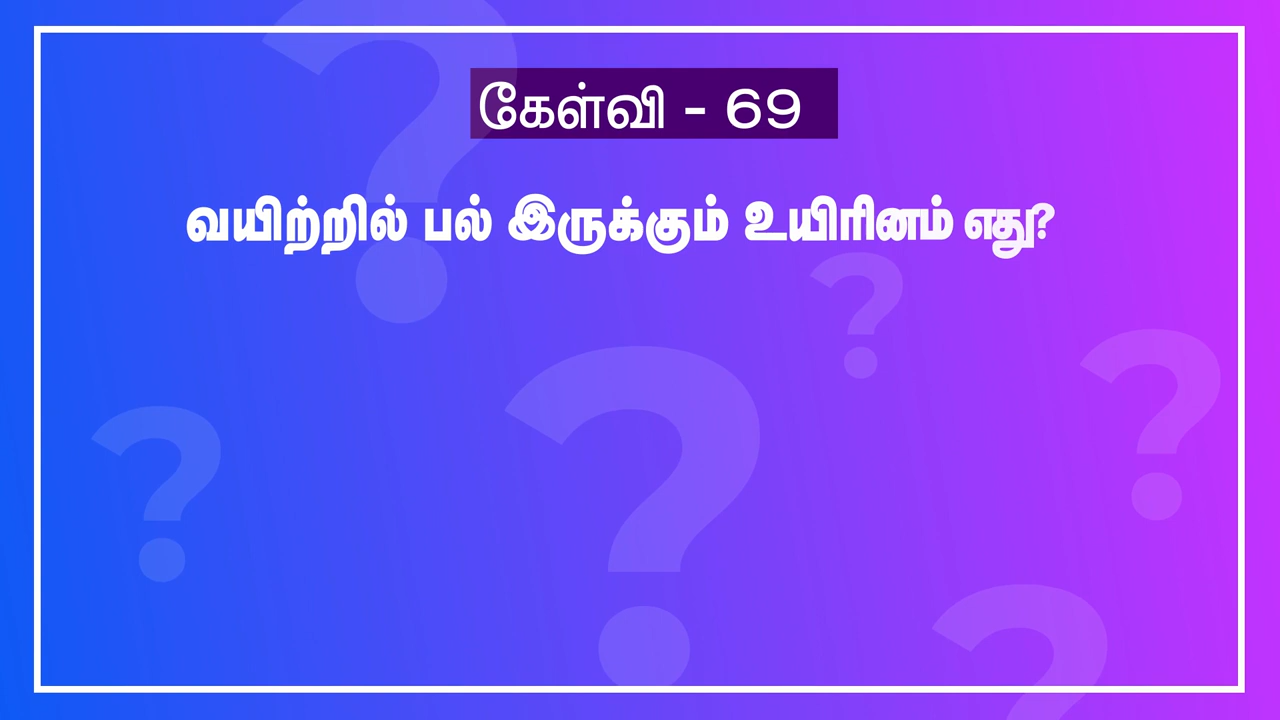 கேள்வி - 69
வயிற்றில் பல் இருக்கும் உயிரினம் எது?